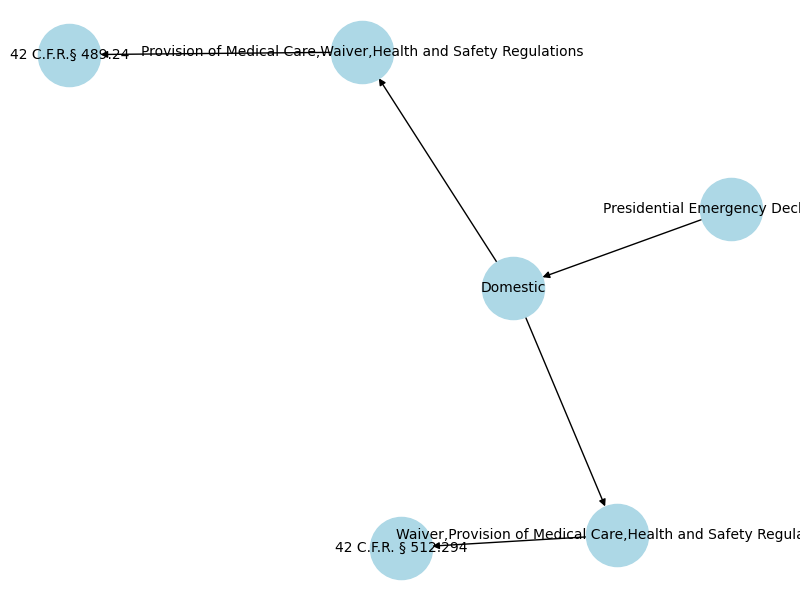 42 C.F.R.§ 489.24
Provision of Medical Care,Waiver,Health and Safety Regulations
Presidential Emergency Decl
Domestic
Waiver,Provision of Medical Care,Health and Safety Regula
42 C.F.R. § 512.294